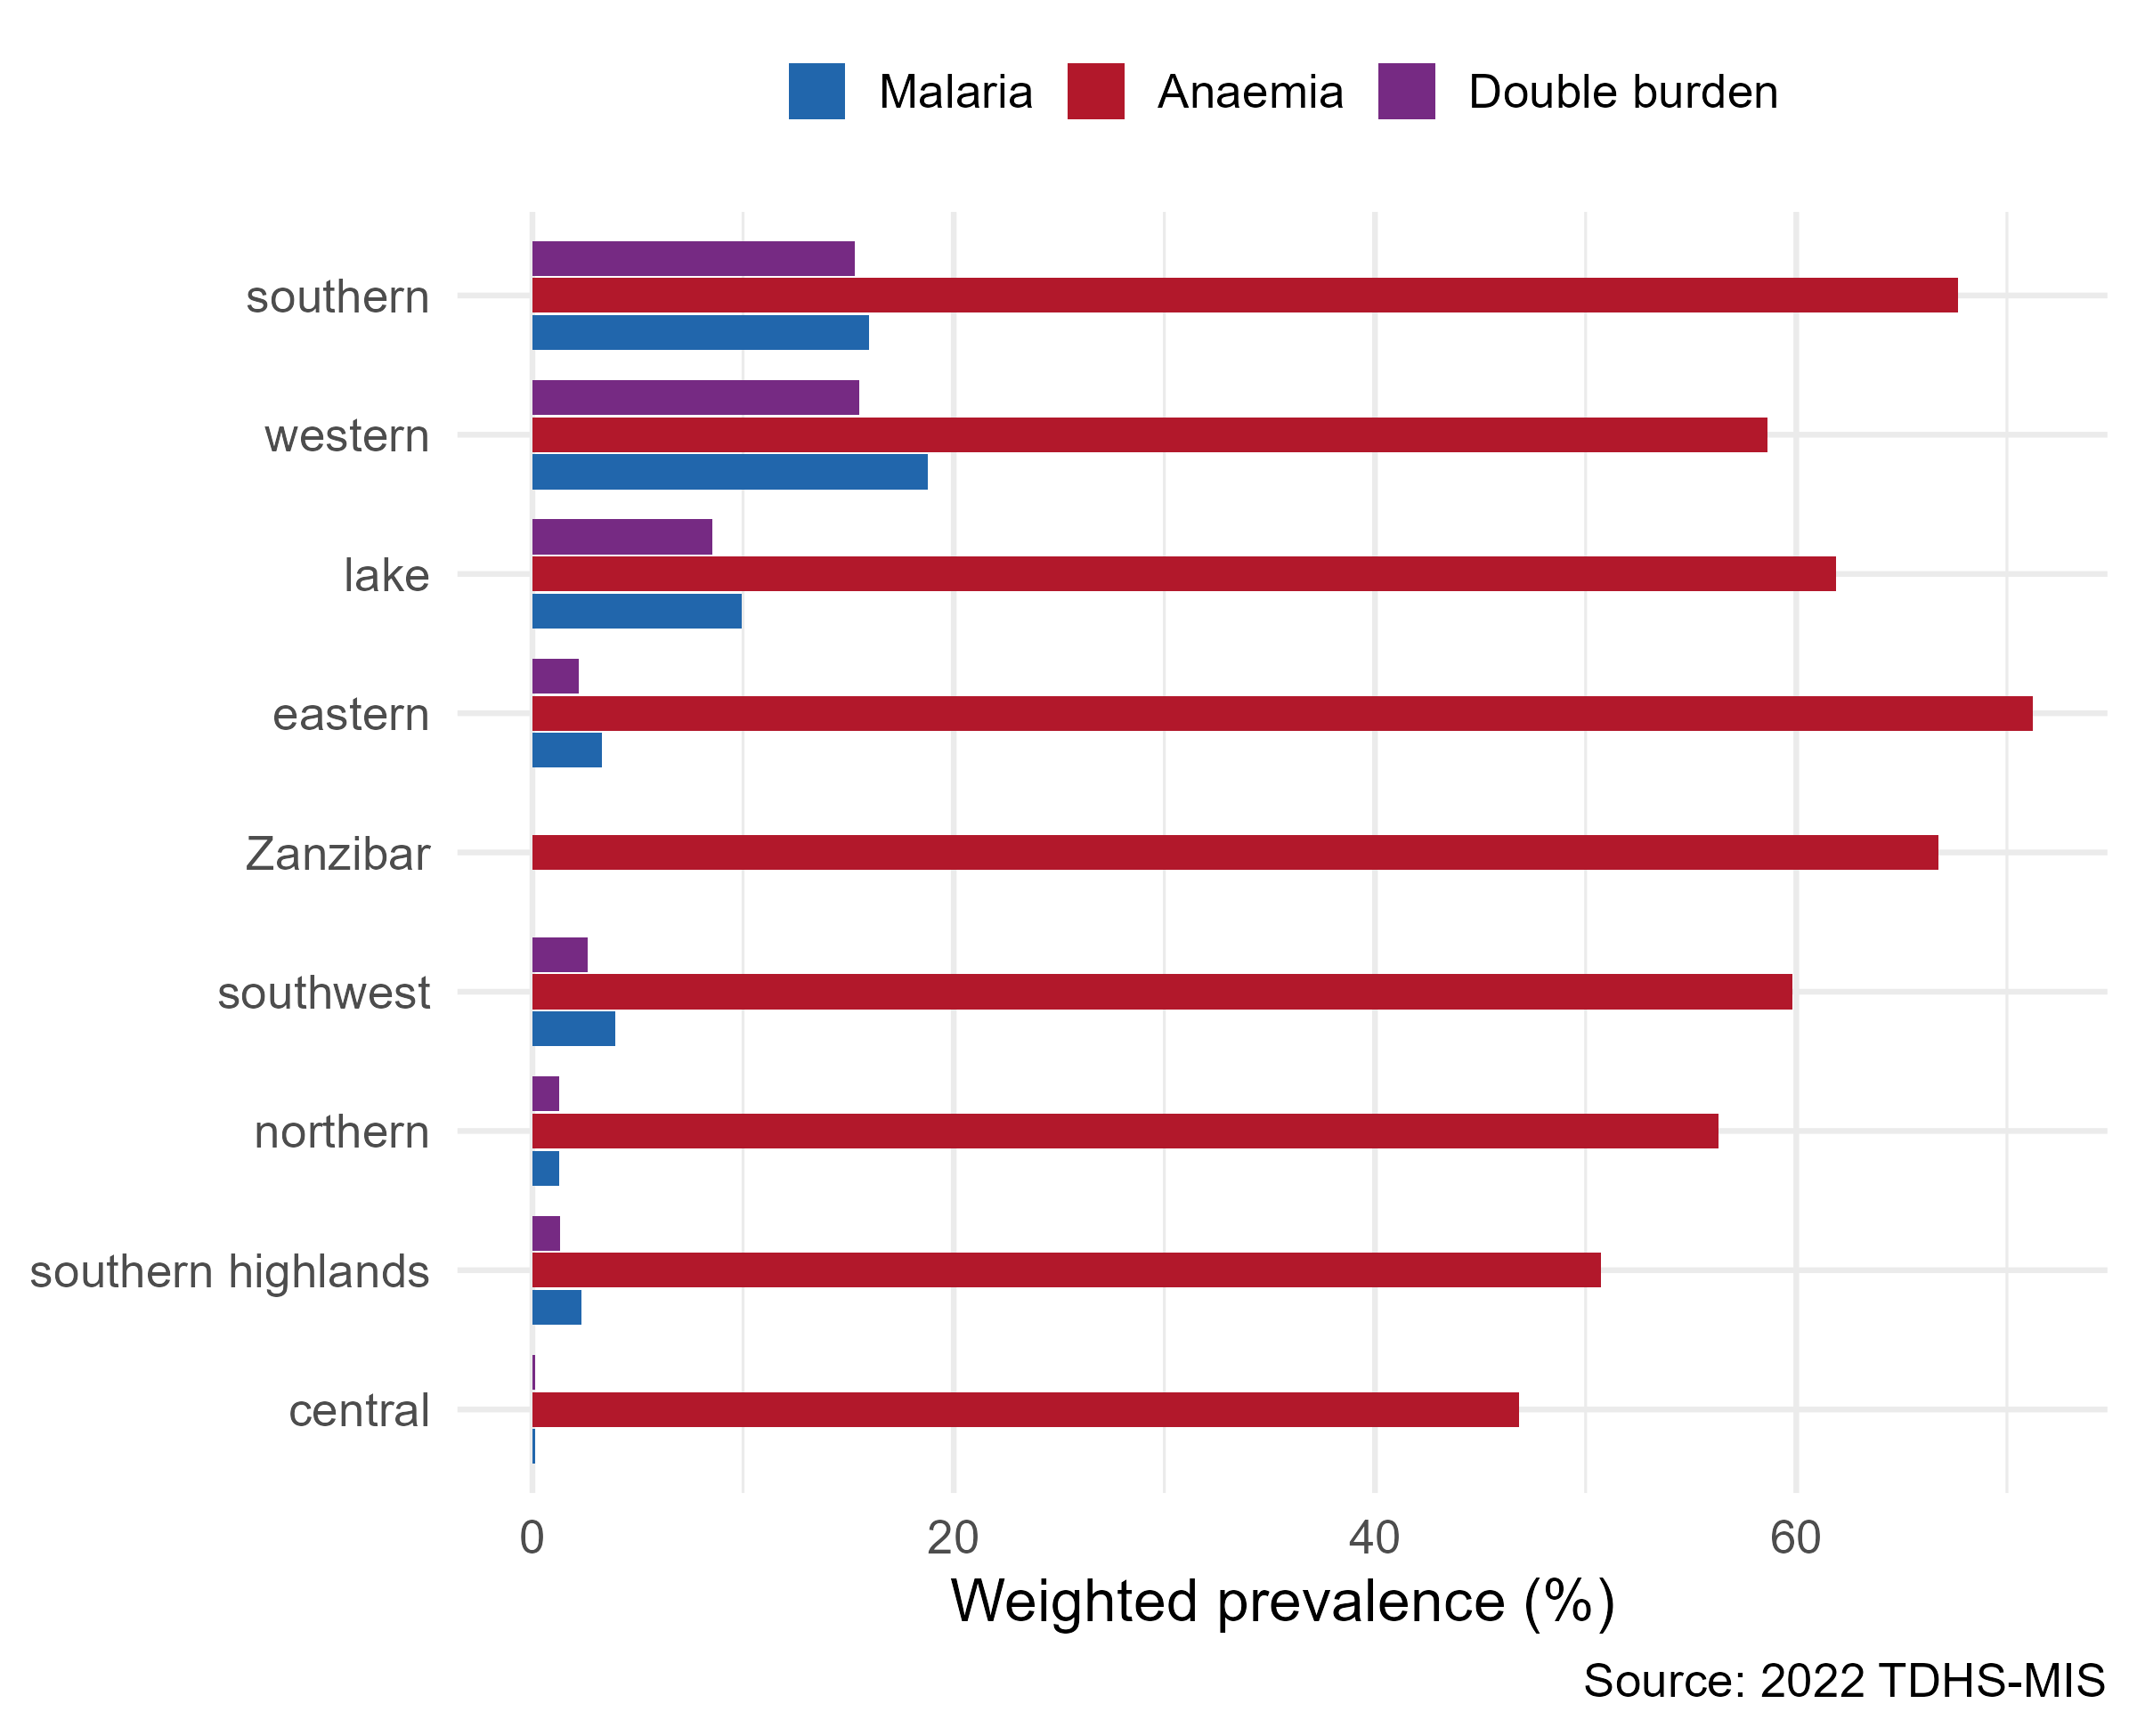 Malaria Anaemia Double burden
southern
western
lake
eastern
Zanzibar
southwest
northern
southern highlands
central
0 20 40 60
Weighted prevalence (%)
Source: 2022 TDHS-MIS